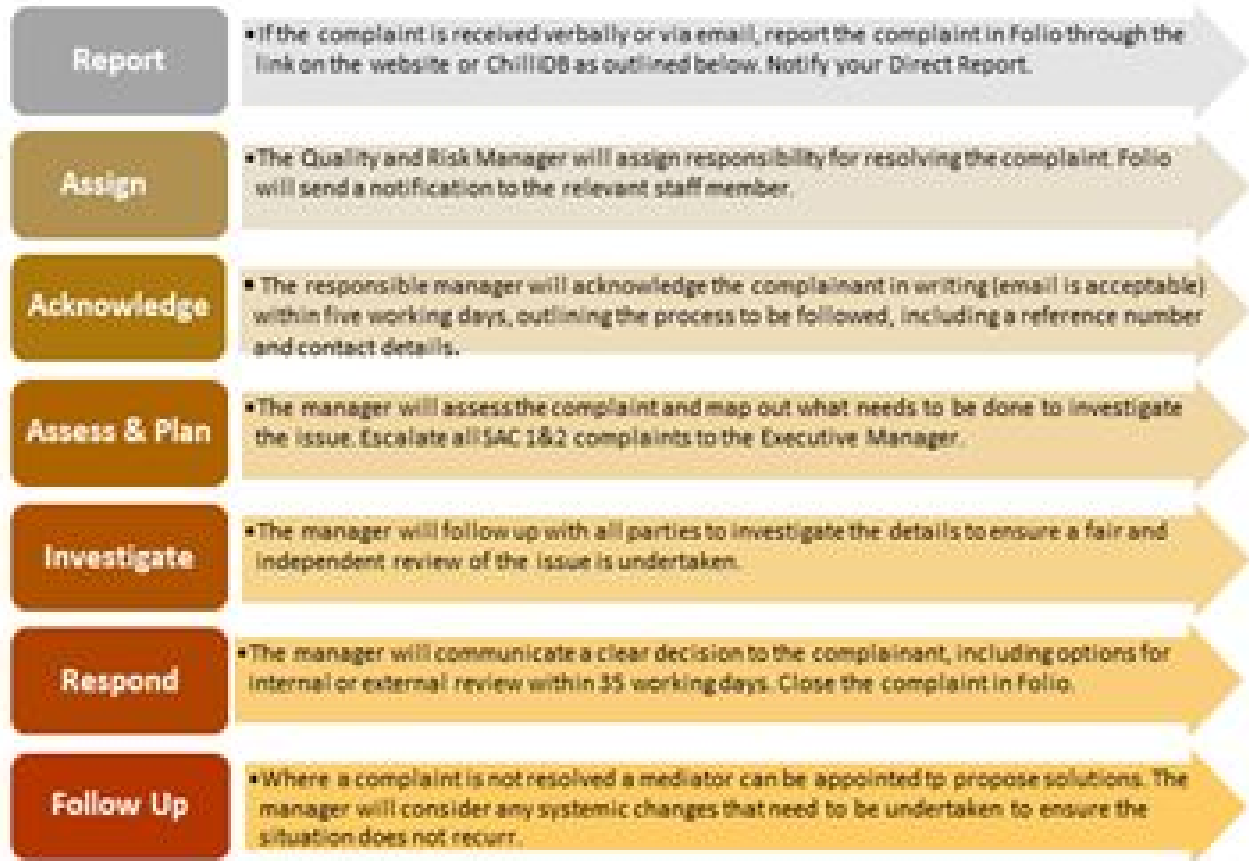 Report
▪If the complaint is received verbally or via email, report the complaint in Folio through the
link on the website or ChilliDB as outlined below. Notify your Direct Report.
Assign
▪The Quality and Risk Manager will assign responsibility for resolving the complaint. Folio
will send a notification to the relevant staff member.
Acknowledge
▪ The responsible manager will acknowledge the complainant in writing (email is acceptable)
within five working days, outlining the process to be followed, including a reference number
and contact details.
Assess & Plan
▪The manager will assess the complaint and map out what needs to be done to investigate
the issue. Escalate all SAC 1&2 complaints to the Executive Manager.
Investigate
▪The manager will follow up with all parties to investigate the details to ensure a fair and
independent review of the issue is undertaken.
Respond
▪The manager will communicate a clear decision to the complainant, including options for
internal or external review within 35 working days. Close the complaint in Folio.
Follow Up
▪Where a complaint is not resolved a mediator can be appointed tp propose solutions. The
manager will consider any systemic changes that need to be undertaken to ensure the
situation does not recurr.